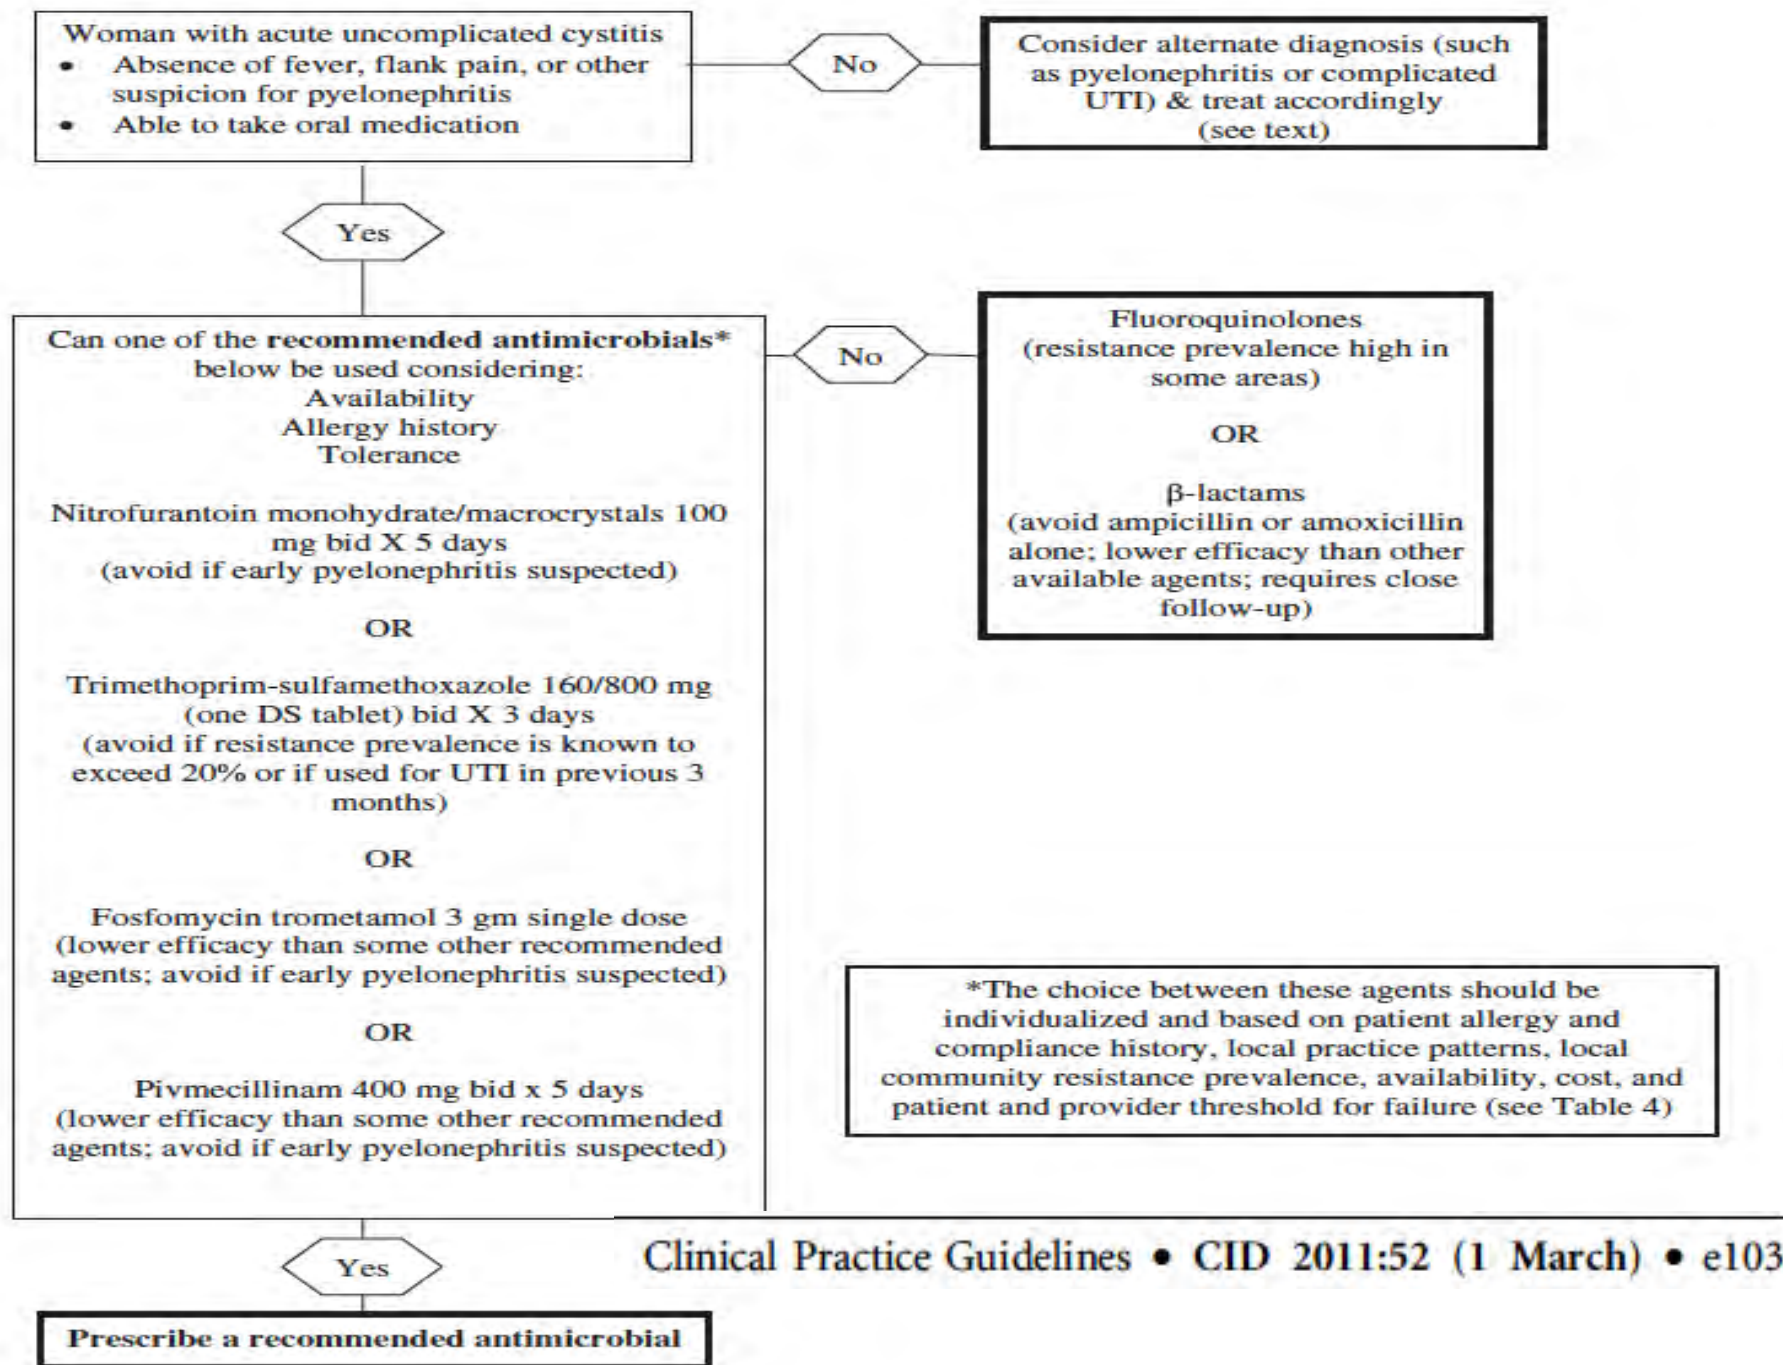 Woman with acute uncomplicated cystitis
• Absence of fever, flank pain, or other
suspicion for pyelonephritis
• Able to take oral medication
No
Consider alternate diagnosis (such
as pyelonephritis or complicated
UTI) & treat accordingly
(see text)
Yes
Can one of the recommended antimicrobials*
below be used considering:
Availability
Allergy history
Tolerance
Nitrofurantoin monohydrate/macrocrystals 100
mg bid X 5 days
(avoid if early pyelonephritis suspected)
OR
Trimethoprim-sulfamethoxazole 160/800 mg
(one DS tablet) bid X 3 days
(avoid if resistance prevalence is known to
exceed 20% or if used for UTI in previous 3
months)
OR
Fosfomycin trometamol 3 gm single dose
(lower efficacy than some other recommended
agents; avoid if early pyelonephritis suspected)
OR
Pivmecillinam 400 mg bid x 5 days
(lower efficacy than some other recommended
agents; avoid if early pyelonephritis suspected)
No
Fluoroquinolones
(resistance prevalence high in
some areas)
OR
β-lactams
(avoid ampicillin or amoxicillin
alone; lower efficacy than other
available agents; requires close
follow-up)
*The choice between these agents should be
individualized and based on patient allergy and
compliance history, local practice patterns, local
community resistance prevalence, availability, cost, and
patient and provider threshold for failure (see Table 4)
Yes
Clinical Practice Guidelines • CID 2011:52 (1 March) • e103
Prescribe a recommended antimicrobial